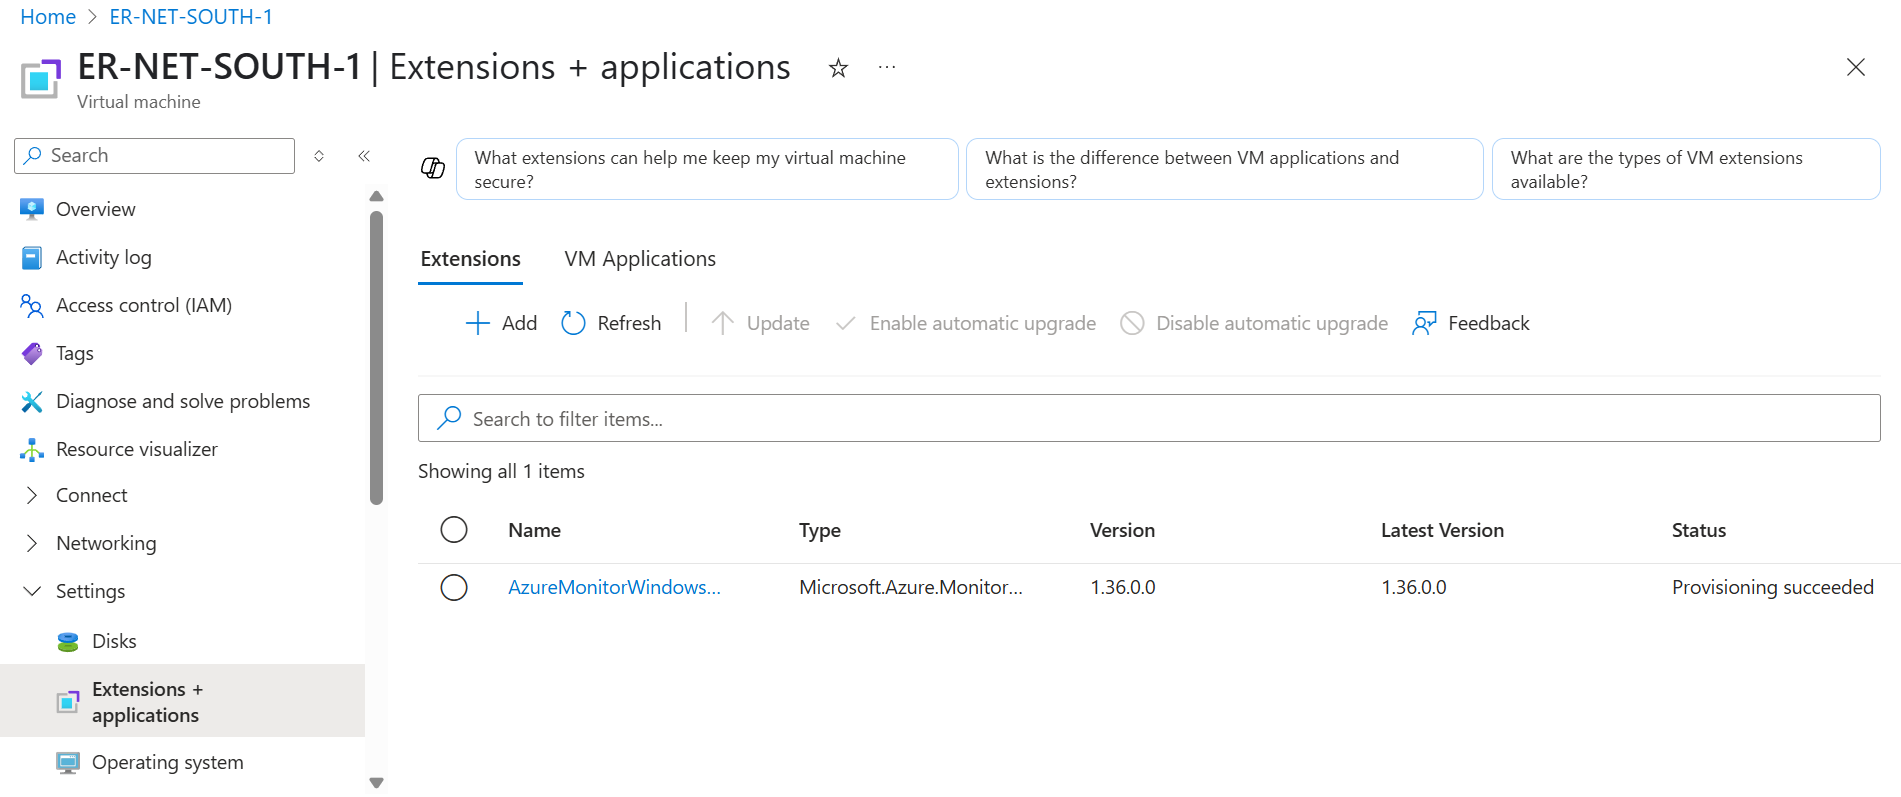 Home > ER-NET-SOUTH-1
ER-NET-SOUTH-1 | Extensions + applications
Virtual machine
Search
Overview
Activity log
Access control (IAM)
Tags
Diagnose and solve problems
Resource visualizer
Connect
Networking
Settings
Disks
Extensions +
applications
Operating system
What extensions can help me keep my virtual machine
secure?
What is the difference between VM applications and
extensions?
What are the types of VM extensions
available?
Extensions VM Applications
Add Refresh Update Enable automatic upgrade Disable automatic upgrade Feedback
Search to filter items...
Showing all 1 items
Name Type Version Latest Version Status
AzureMonitorWindows... Microsoft.Azure.Monitor... 1.36.0.0 1.36.0.0 Provisioning succeeded